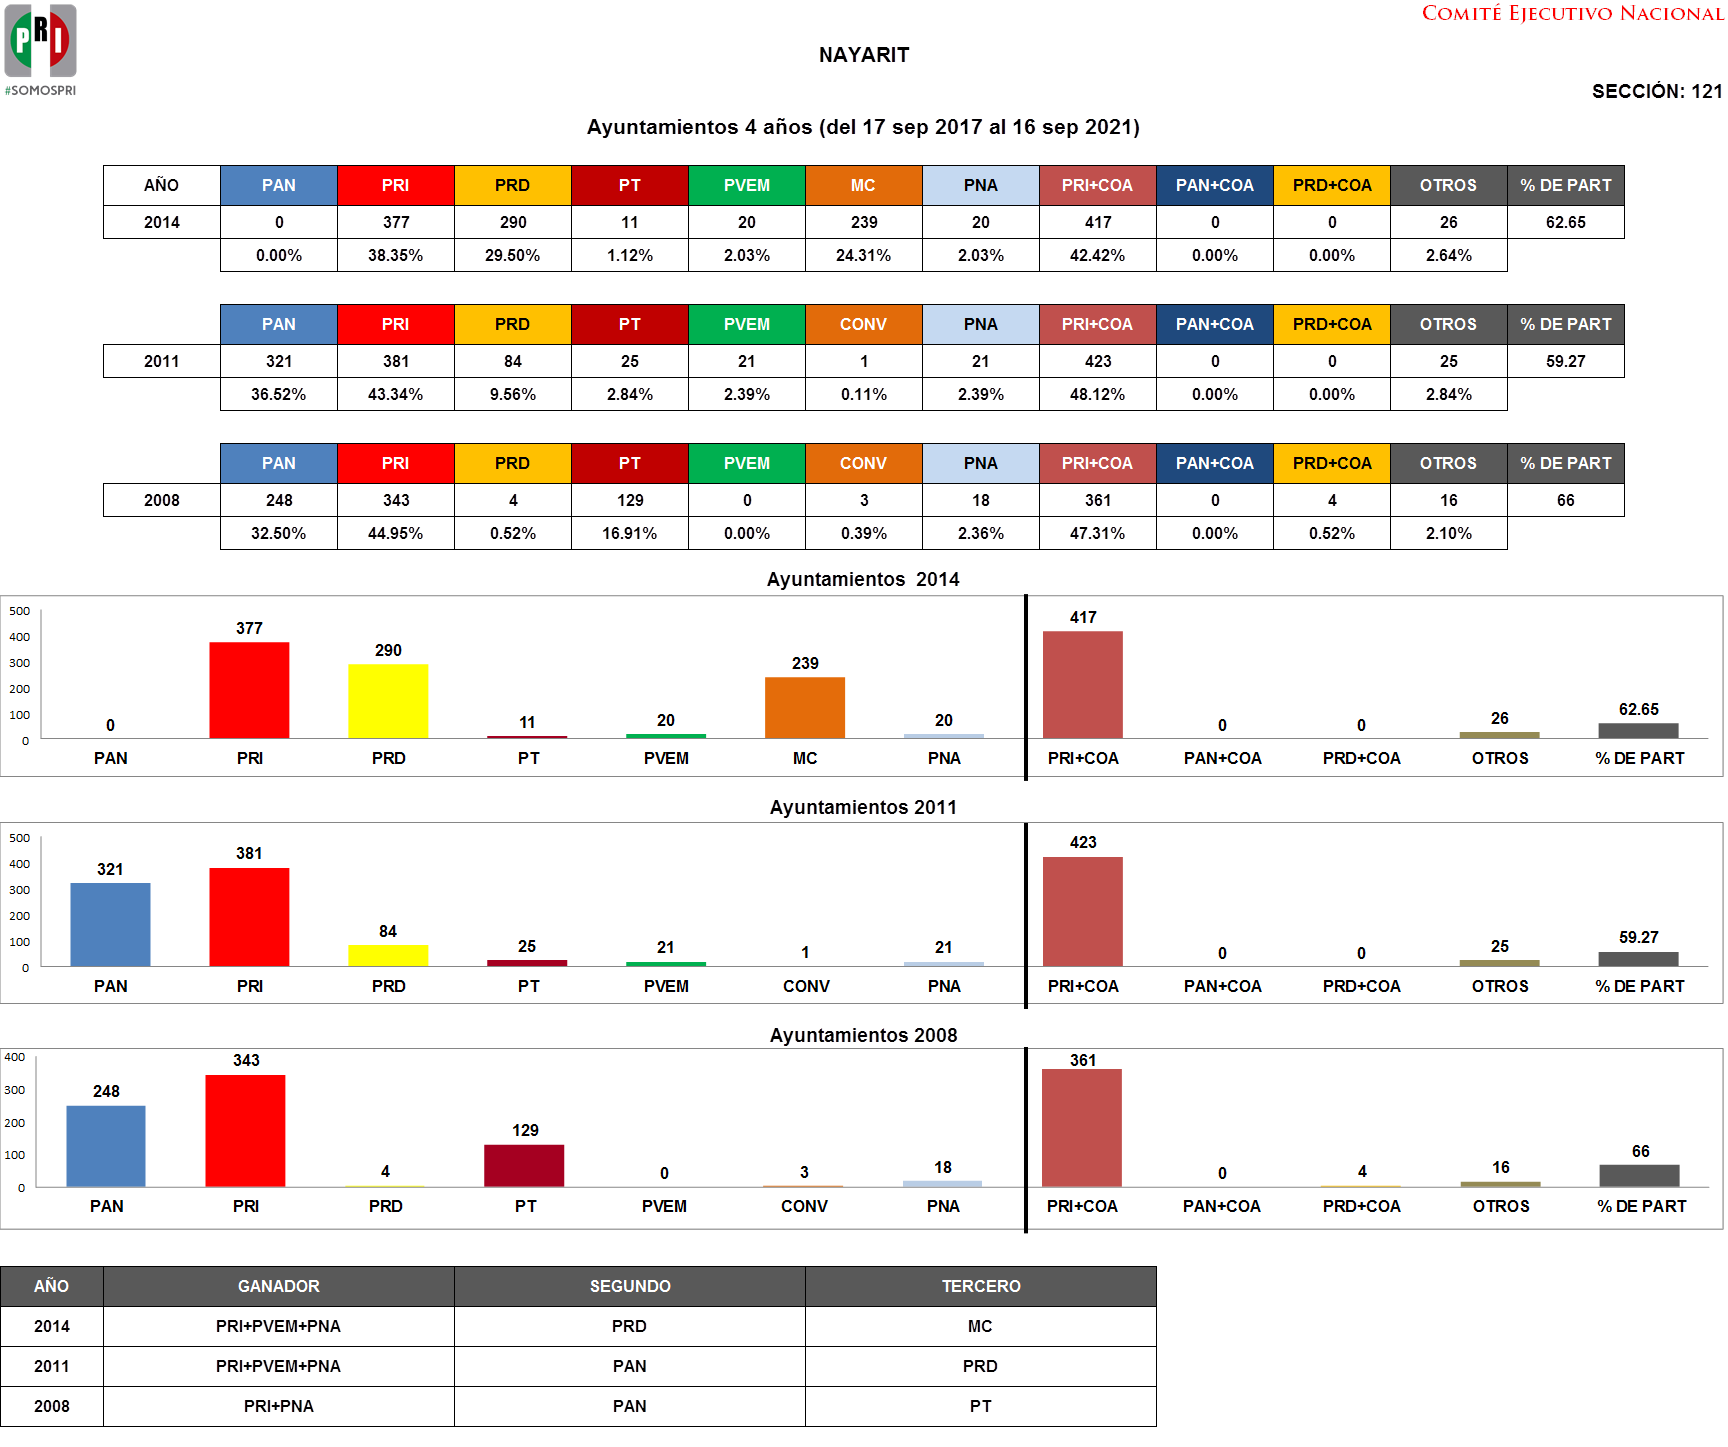 PRI
#SOMOSPRI
COMITÉ EJECUTIVO NACIONAL
NAYARIT
SECCIÓN: 121
Ayuntamientos 4 años (del 17 sep 2017 al 16 sep 2021)
AÑO PAN PRI PRD PT PVEM MC PNA PRI+COA PAN+COA PRD+COA OTROS % DE PART
2014 0 377 290 11 20 239 20 417 0 0 26 62.65
0.00% 38.35% 29.50% 1.12% 2.03% 24.31% 2.03% 42.42% 0.00% 0.00% 2.64%
PAN PRI PRD PT PVEM CONV PNA PRI+COA PAN+COA PRD+COA OTROS % DE PART
2011 321 381 84 25 21 1 21 423 0 0 25 59.27
36.52% 43.34% 9.56% 2.84% 2.39% 0.11% 2.39% 48.12% 0.00% 0.00% 2.84%
PAN PRI PRD PT PVEM CONV PNA PRI+COA PAN+COA PRD+COA OTROS % DE PART
2008 248 343 4 129 0 3 18 361 0 4 16 66
32.50% 44.95% 0.52% 16.91% 0.00% 0.39% 2.36% 47.31% 0.00% 0.52% 2.10%
Ayuntamientos 2014
500
400
300
200
100
0
0 377 290 11 20 239 20 417 0 0 26 62.65
PAN PRI PRD PT PVEM MC PNA PRI+COA PAN+COA PRD+COA OTROS % DE PART
Ayuntamientos 2011
500
400
300
200
100
0
321 381 84 25 21 1 21 423 0 0 25 59.27
PAN PRI PRD PT PVEM CONV PNA PRI+COA PAN+COA PRD+COA OTROS % DE PART
Ayuntamientos 2008
400
300
200
100
0
248 343 4 129 0 3 18 361 0 4 16 66
PAN PRI PRD PT PVEM CONV PNA PRI+COA PAN+COA PRD+COA OTROS % DE PART
AÑO GANADOR SEGUNDO TERCERO
2014 PRI+PVEM+PNA PRD MC
2011 PRI+PVEM+PNA PAN PRD
2008 PRI+PNA PAN PT